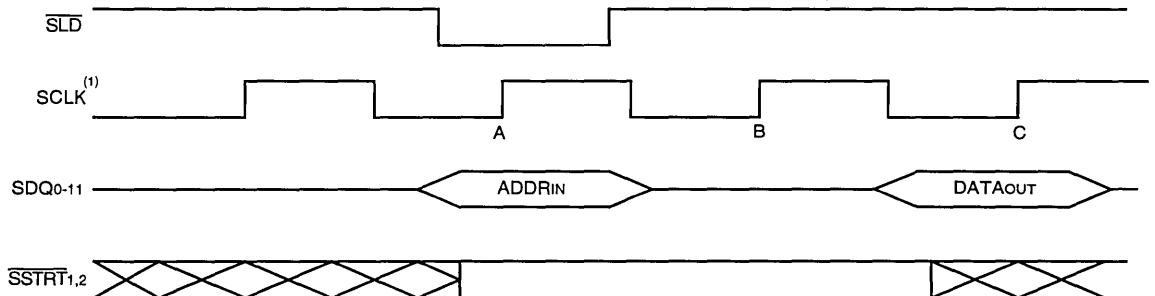 SLD
SCLK(1)
A B C
SDQ0-11 ADDRIN DATAOUT
SSTRT1,2